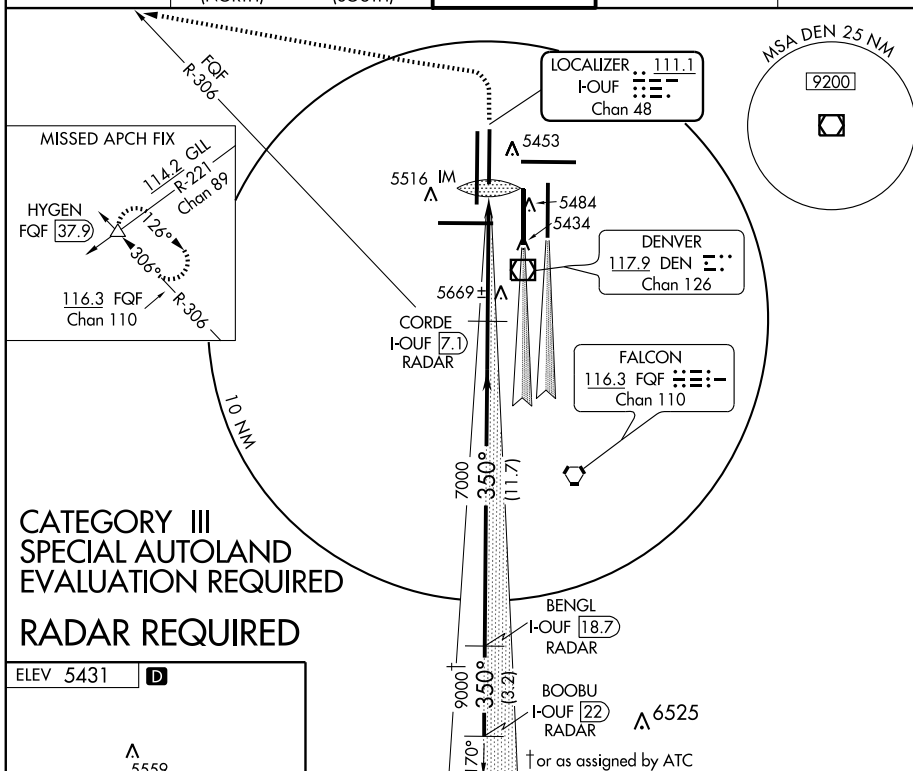 (NORTH) (SOUTH)
FQF
R-306
LOCALIZER 111.1
I-OUF
Chan 48
MSA DEN 25 NM
9200
MISSED APCH FIX
114.2 GLL
R-221
Chan 89
HYGEN
FQF 37.9
126°
306°
R-306
116.3 FQF
Chan 110
5453
5516 IM
5484
5434
DENVER
117.9 DEN
Chan 126
5669±
CORDE
I-OUF 7.1
RADAR
FALCON
116.3 FQF
Chan 110
10 NM
7000
350°
(11.7)
CATEGORY III
SPECIAL AUTOLAND
EVALUATION REQUIRED
RADAR REQUIRED
BENGL
I-OUF 18.7
RADAR
9000†
350°
(3.2)
BOOBU
I-OUF 22
RADAR
6525
170°
† or as assigned by ATC
ELEV 5431 D
5559